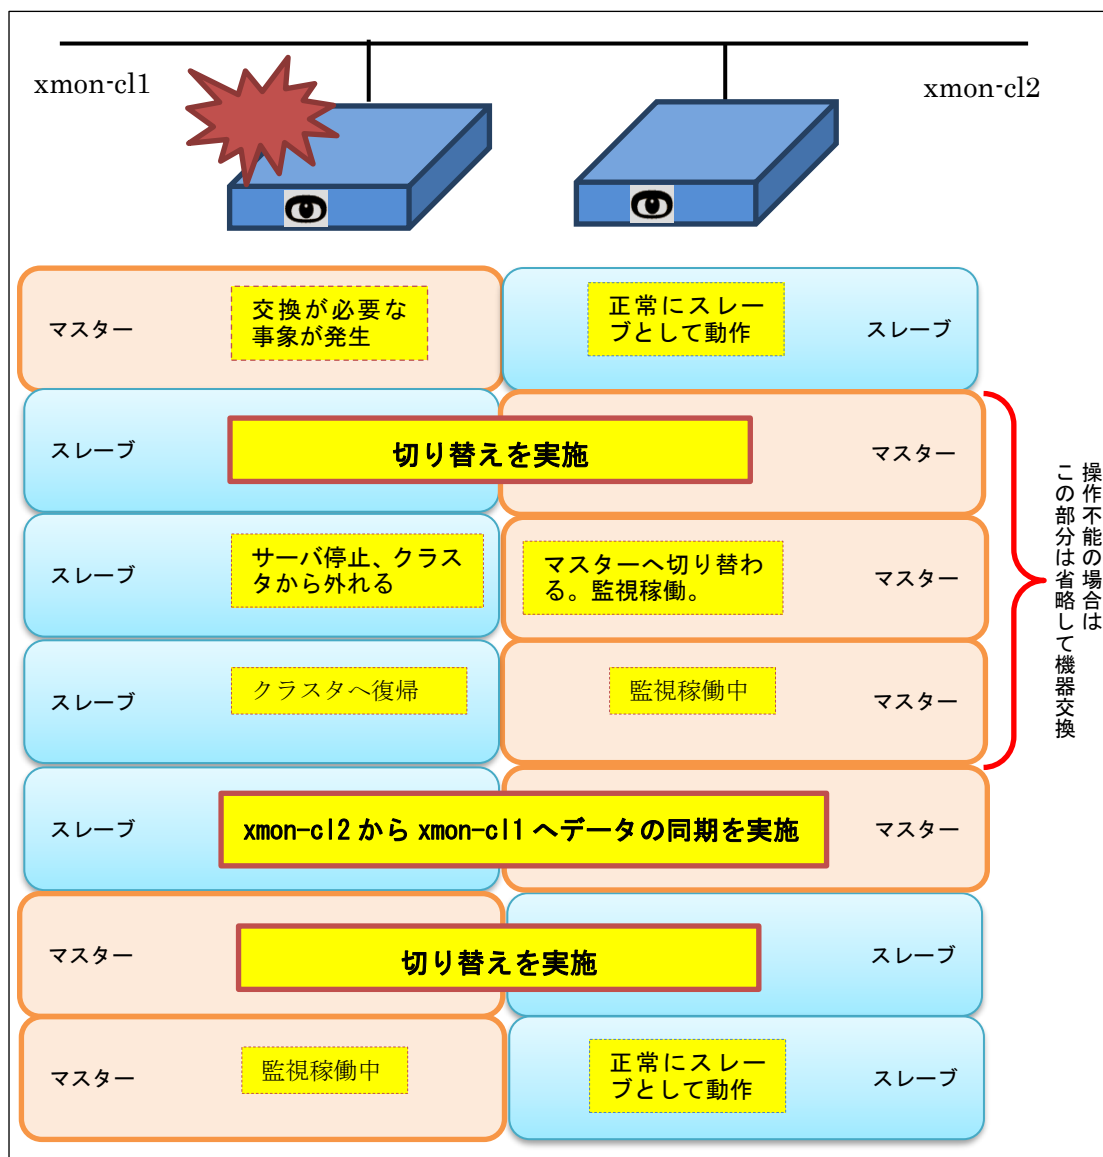 xmon-cl1
xmon-cl2
マスター
交換が必要な
事象が発生
正常にスレー
ブとして動作
スレーブ
スレーブ
切り替えを実施
マスター
スレーブ
サーバ停止、クラス
タから外れる
マスターへ切り替わ
る。監視稼働。
マスター
スレーブ
クラスタへ復帰
監視稼働中
マスター
操作不能の場合は
この部分は省略して機器交換
スレーブ
xmon-cl2 から xmon-cl1 へデータの同期を実施
マスター
マスター
切り替えを実施
スレーブ
マスター
監視稼働中
正常にスレー
ブとして動作
スレーブ